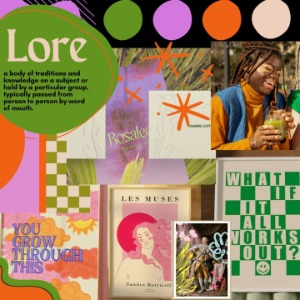 Lore
a body of traditions and
knowledge on a subject or
held by a particular group,
typically passed from
person to person by word
of mouth.
Rosalee
YOU
GROW
THROUGH
THIS
LES MUSES
Sandro Botticelli
WHAT
IF
IT
ALL
WORKS
OUT?